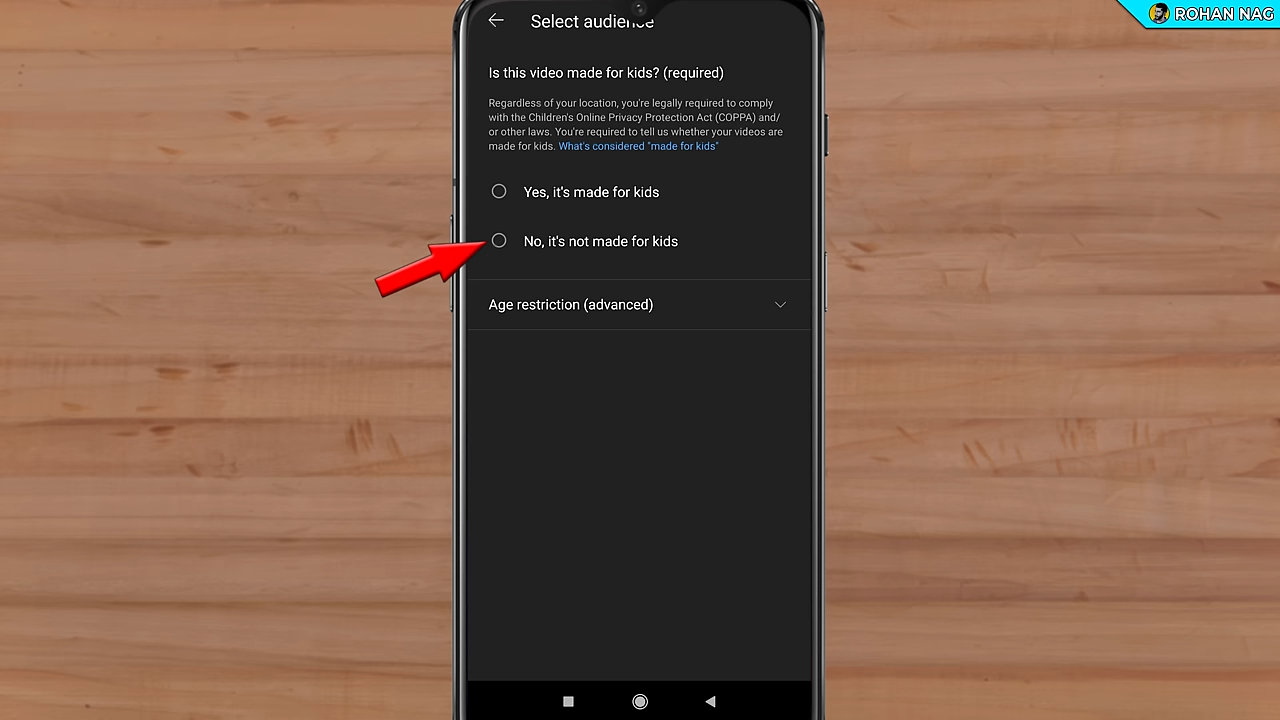 ROHAN NAG
Select audience
Is this video made for kids? (required)
Regardless of your location, you're legally required to comply
with the Children's Online Privacy Protection Act (COPPA) and/
or other laws. You're required to tell us whether your videos are
made for kids. What's considered "made for kids"
Yes, it's made for kids
No, it's not made for kids
Age restriction (advanced)